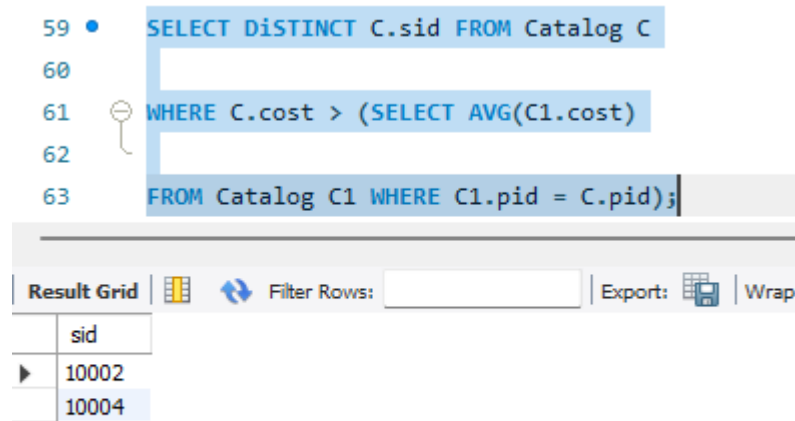 59 SELECT DiSTINCT C.sid FROM Catalog C
60
61 WHERE C.cost > (SELECT AVG(C1.cost)
62
63 FROM Catalog C1 WHERE C1.pid = C.pid);
Result Grid Filter Rows: Export: Wrap
sid
10002
10004